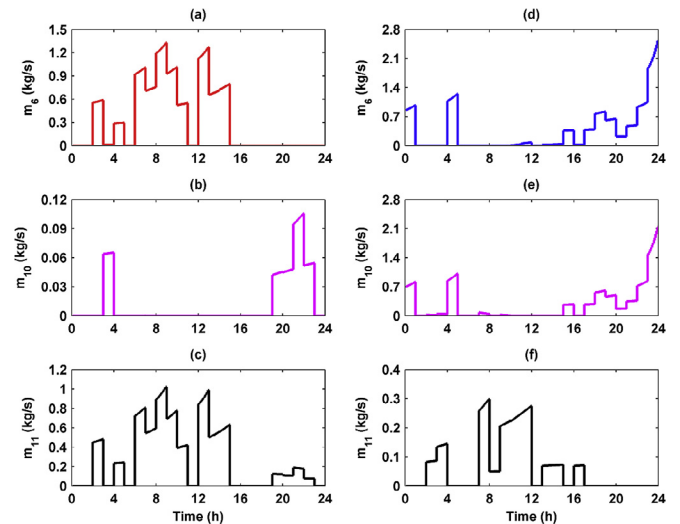 (a)
1.5
1.2
0.9
0.6
0.3
0
m6 (kg/s)
0 4 8 12 16 20 24
(d)
2.8
2.1
1.4
0.7
0
m6 (kg/s)
0 4 8 12 16 20 24
(b)
0.12
0.09
0.06
0.03
0
m10 (kg/s)
0 4 8 12 16 20 24
(e)
2.8
2.1
1.4
0.7
0
m10 (kg/s)
0 4 8 12 16 20 24
(c)
1.2
1
0.8
0.6
0.4
0.2
0
m11 (kg/s)
0 4 8 12 16 20 24
Time (h)
(f)
0.4
0.3
0.2
0.1
0
m11 (kg/s)
0 4 8 12 16 20 24
Time (h)